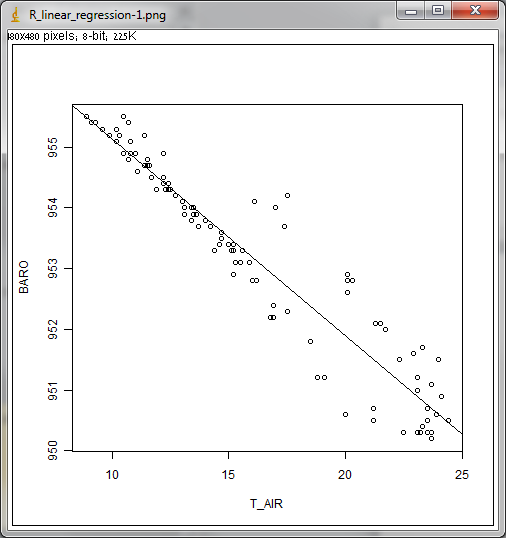 R_linear_regression-1.png
480x480 pixels; 8-bit; 225K
955
954
953
952
951
950
BARO
10 15 20 25
T_AIR